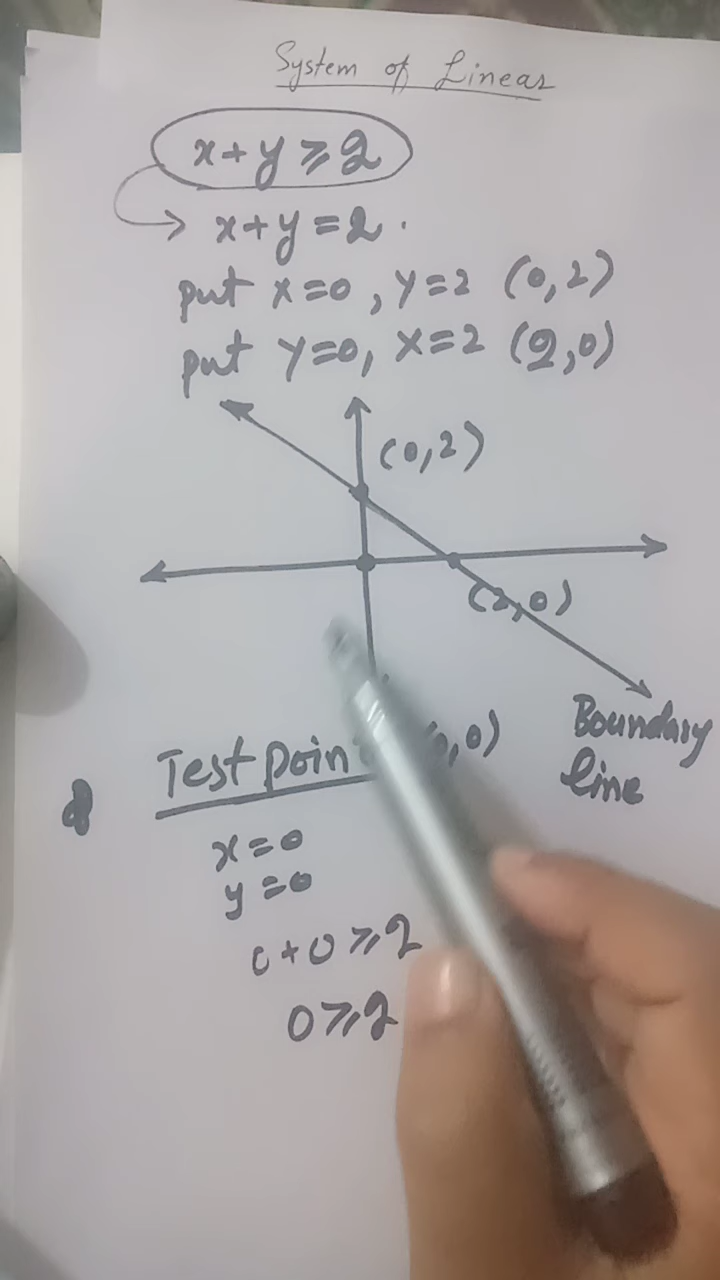 System of Linear
x+y⩾2
x+y=2.
put x=0, y=2 (0,2)
put y=0, x=2 (2,0)
(0,2)
(2,0)
Boundary
line
Test poin ,0)
x=0
y=0
0+0⩾2
0⩾2